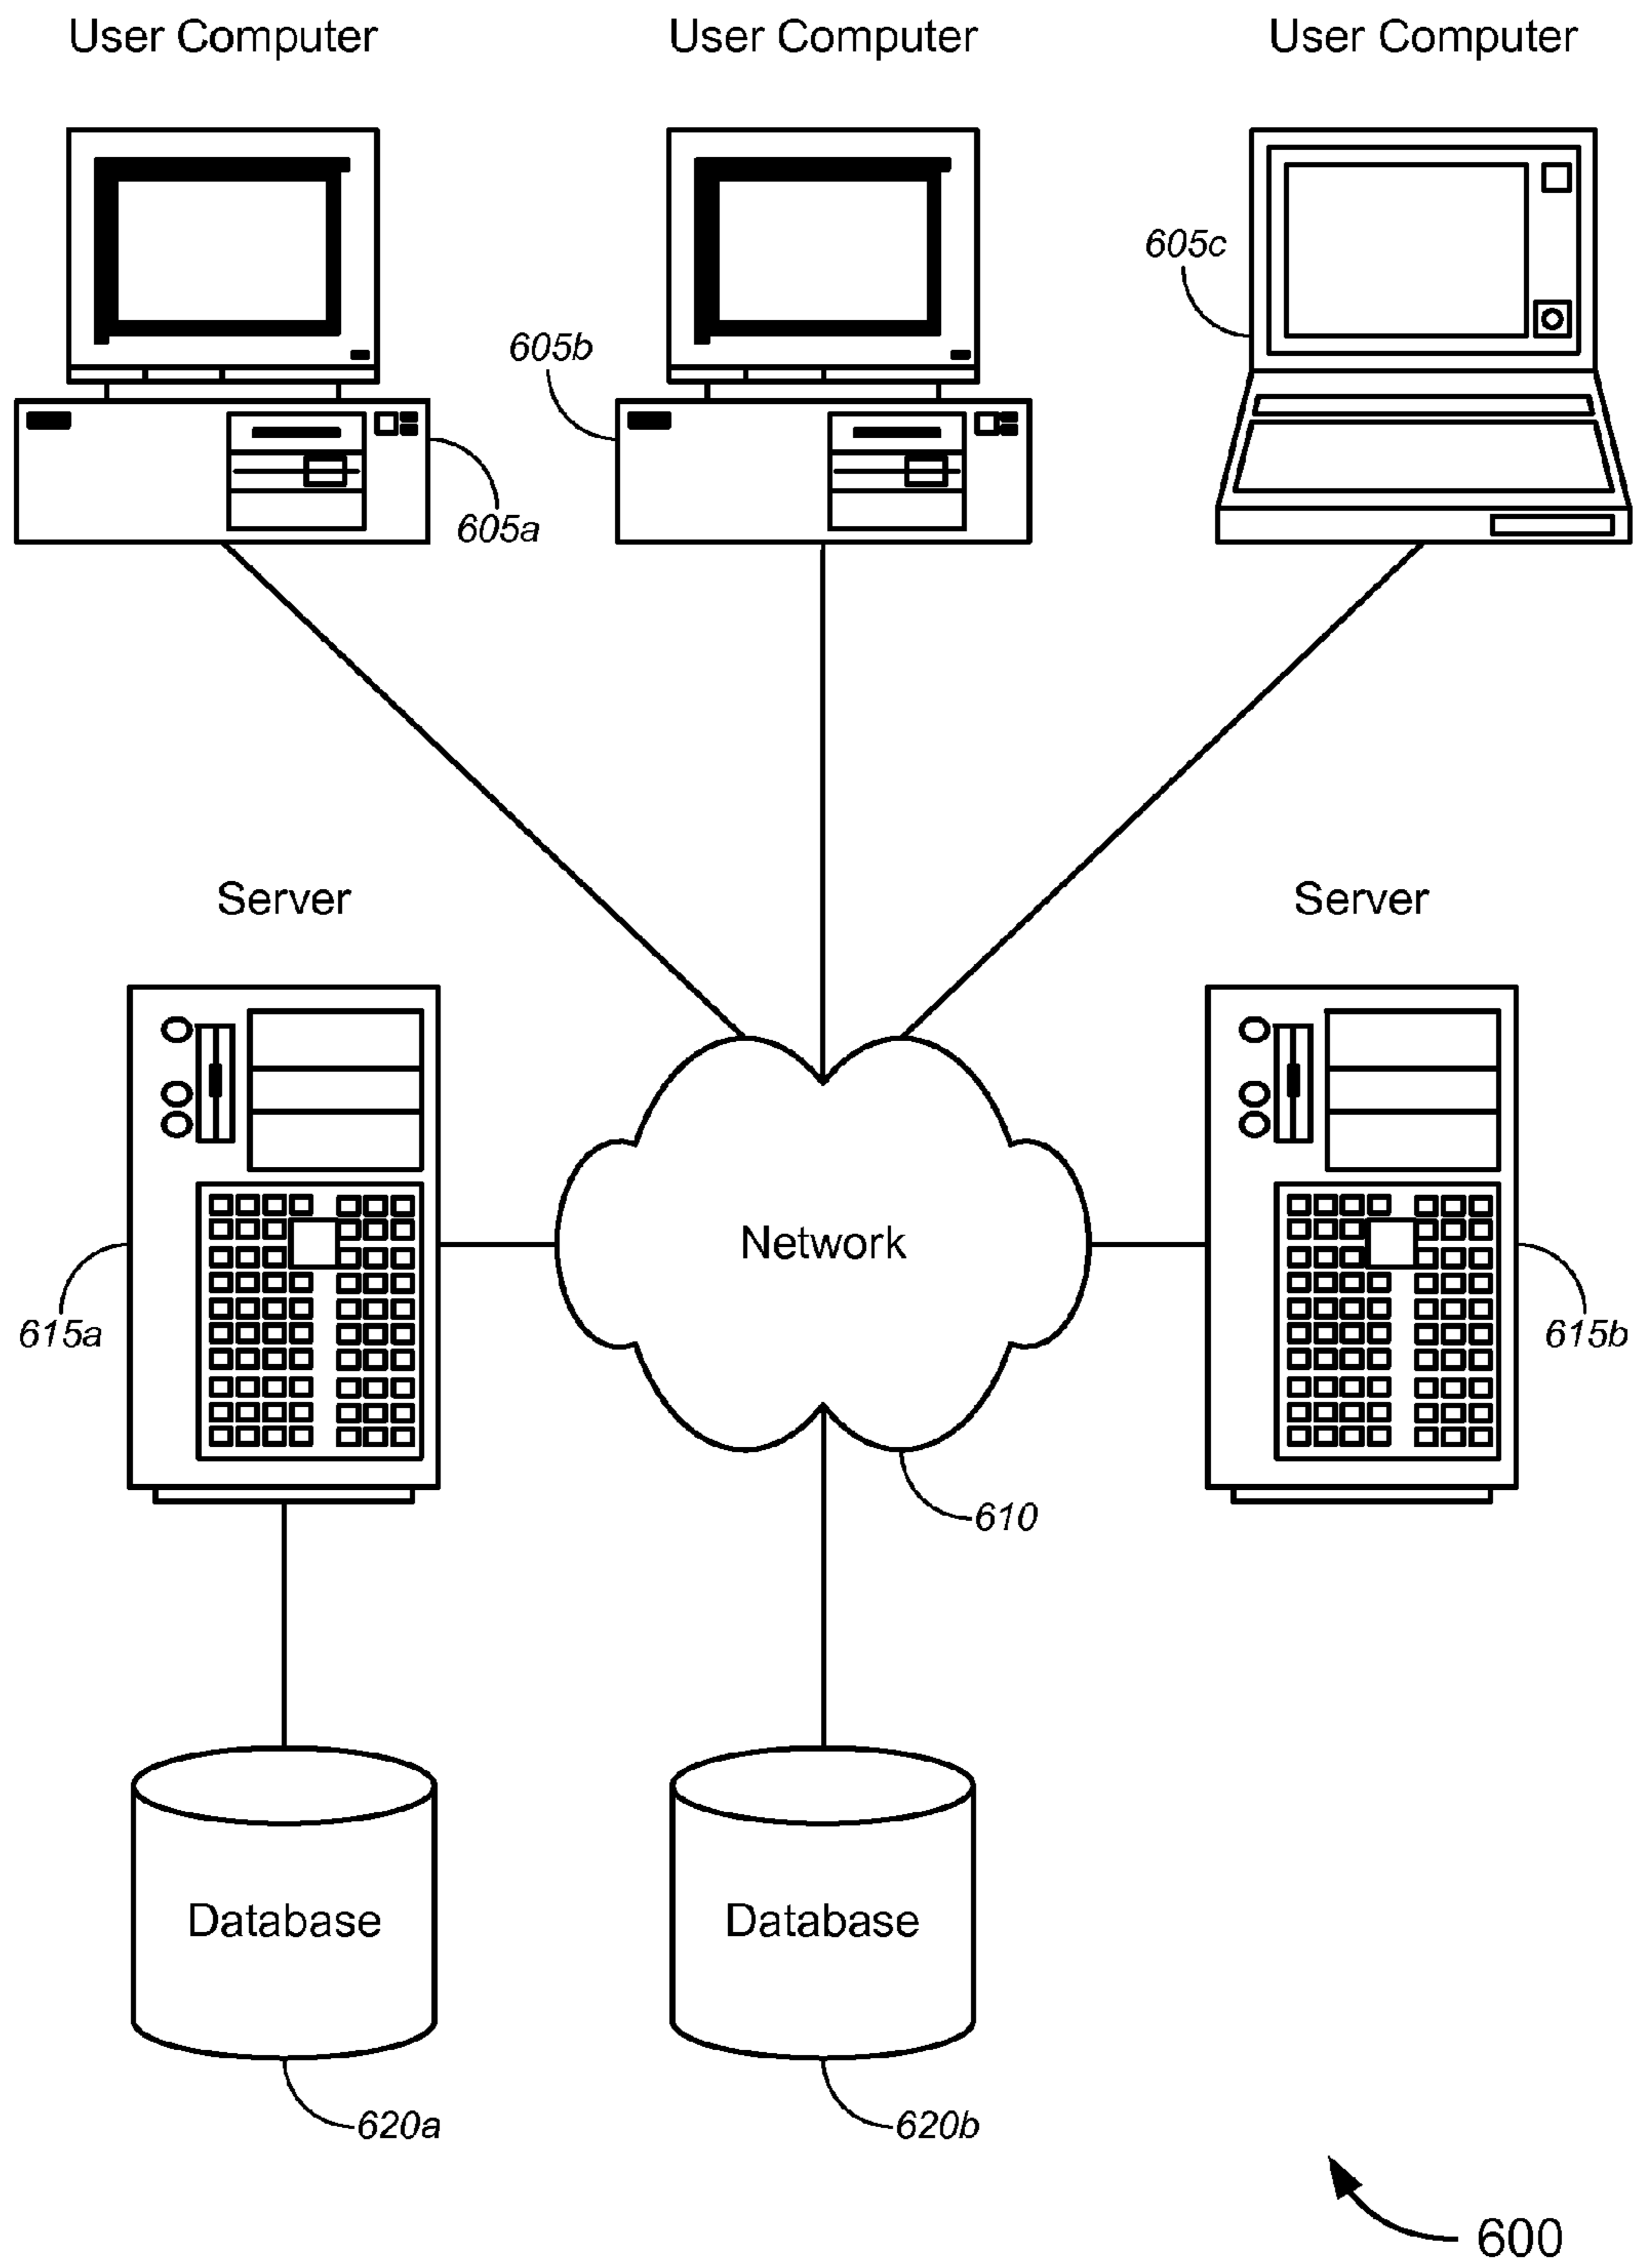 User Computer User Computer User Computer
605c
605b
605a
Server Server
Network
615a 615b
610
Database Database
620a 620b
600